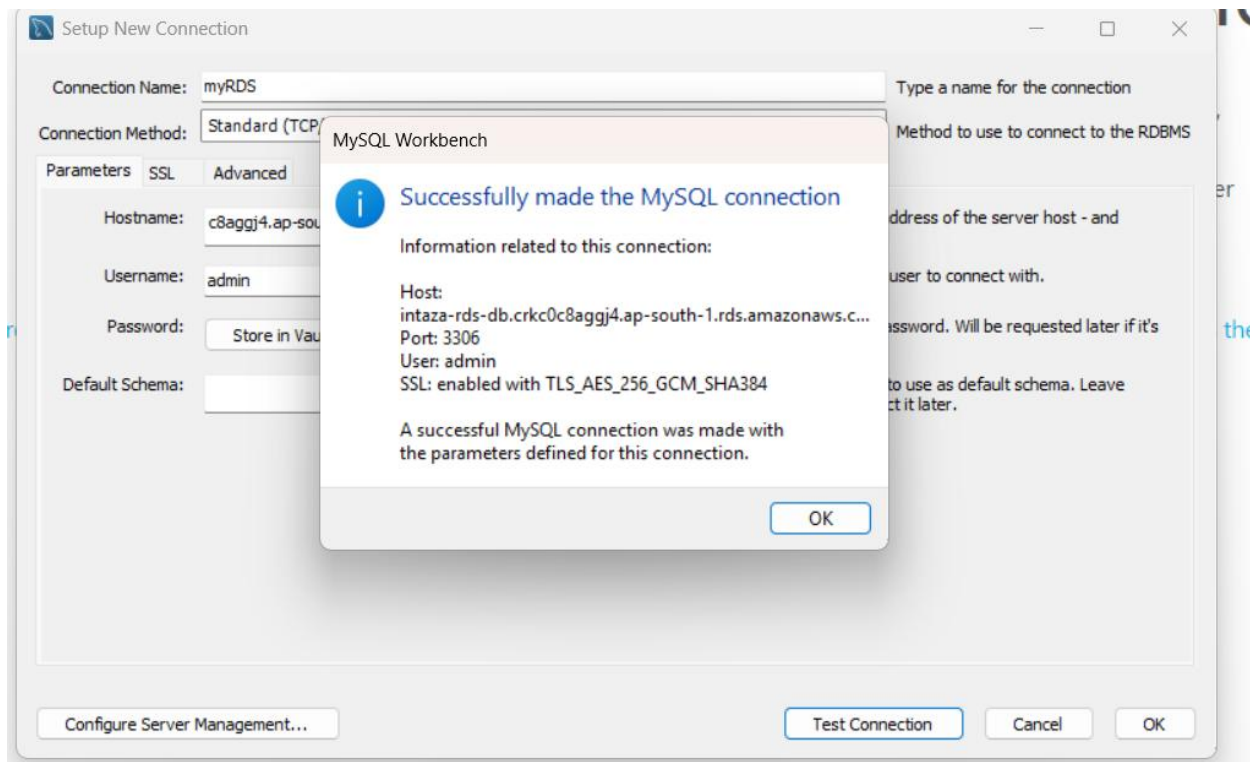 Setup New Connection
Connection Name: myRDS Type a name for the connection
Connection Method: Standard (TCP/ Method to use to connect to the RDBMS
MySQL Workbench
Parameters SSL Advanced
Successfully made the MySQL connection
Hostname: c8aggj4.ap-sou ddress of the server host - and
er
Information related to this connection:
Username: admin user to connect with.
Host:
intaza-rds-db.crkc0c8aggj4.ap-south-1.rds.amazonaws.c...
Password: Store in Vau assword. Will be requested later if it's
the
Port: 3306
User: admin
SSL: enabled with TLS_AES_256_GCM_SHA384
Default Schema: to use as default schema. Leave
ct it later.
A successful MySQL connection was made with
the parameters defined for this connection.
OK
Configure Server Management... Test Connection Cancel OK